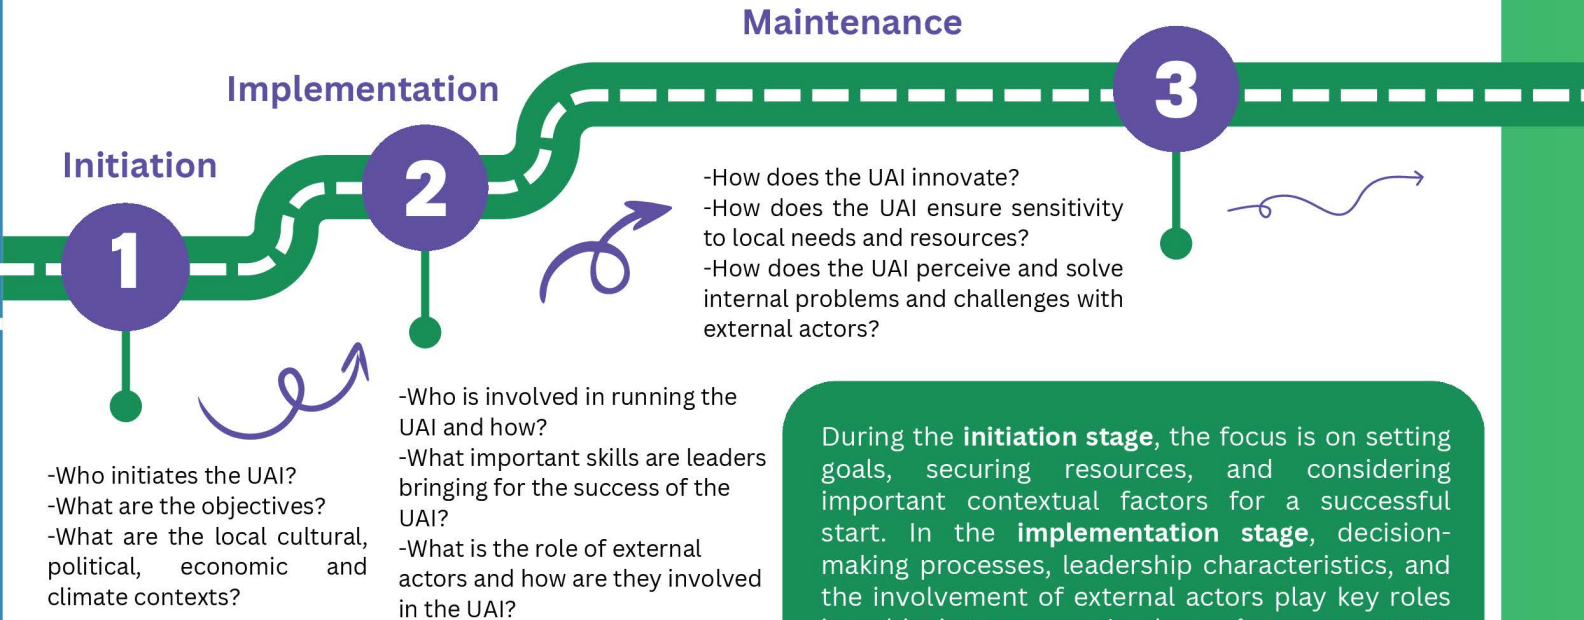 Maintenance
Implementation
Initiation
1
2
3
-Who initiates the UAI?
-What are the objectives?
-What are the local cultural,
political, economic and
climate contexts?
-Who is involved in running the
UAI and how?
-What important skills are leaders
bringing for the success of the
UAI?
-What is the role of external
actors and how are they involved
in the UAI?
-How does the UAI innovate?
-How does the UAI ensure sensitivity
to local needs and resources?
-How does the UAI perceive and solve
internal problems and challenges with
external actors?
During the initiation stage, the focus is on setting
goals, securing resources, and considering
important contextual factors for a successful
start. In the implementation stage, decision-
making processes, leadership characteristics, and
the involvement of external actors play key roles